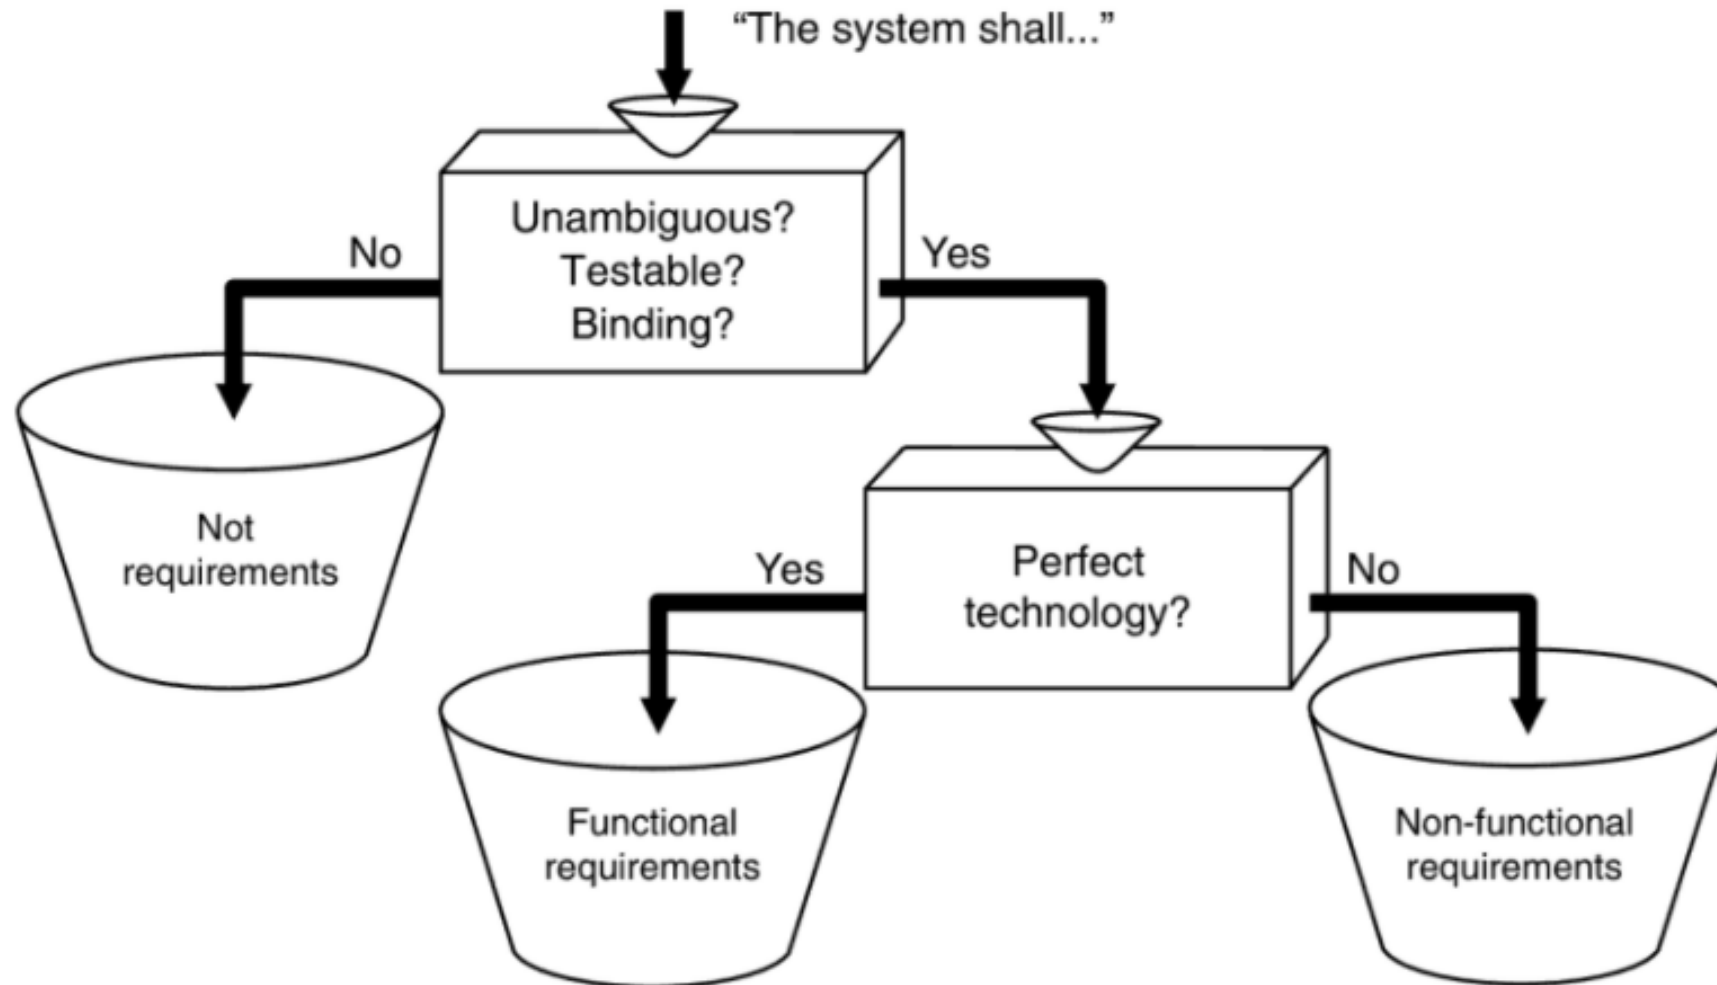 “The system shall...”
Unambiguous?
Testable?
Binding?
No
Yes
Not
requirements
Perfect
technology?
Yes
No
Functional
requirements
Non-functional
requirements